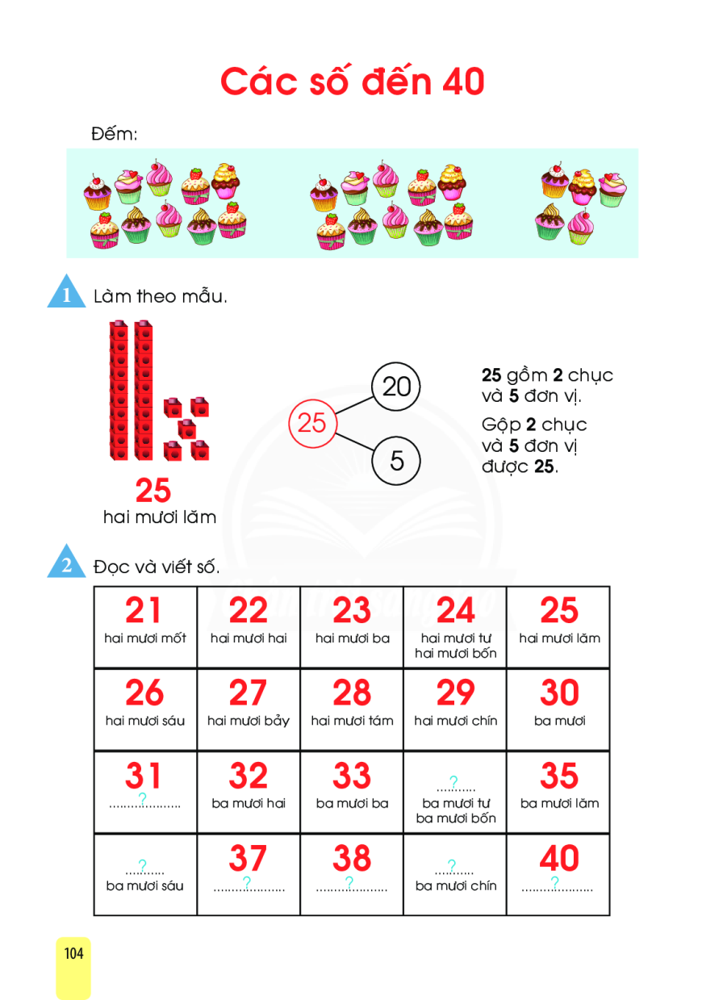 Các số đến 40
Đếm:
1 Làm theo mẫu.
25
hai mươi lăm
25
20
5
25 gồm 2 chục
và 5 đơn vị.
Gộp 2 chục
và 5 đơn vị
được 25.
2 Đọc và viết số.
21 22 23 24 25
hai mươi mốt hai mươi hai hai mươi ba hai mươi tư hai mươi lăm
hai mươi bốn
26 27 28 29 30
hai mươi sáu hai mươi bảy hai mươi tám hai mươi chín ba mươi
31 32 33 ...?... 35
...?... ba mươi hai ba mươi ba ba mươi tư ba mươi lăm
ba mươi bốn
...?... 37 38 ...?... 40
ba mươi sáu ...?... ...?... ba mươi chín ...?...
Chân trời sáng tạo
104